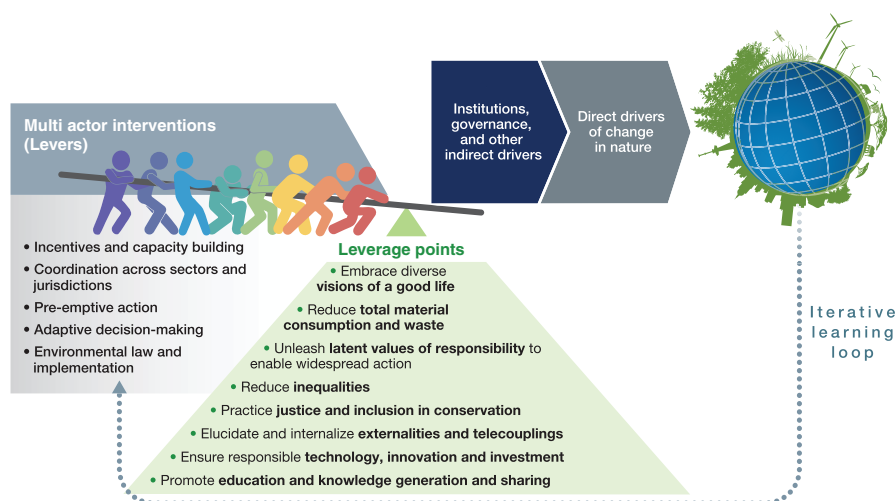 Multi actor interventions
(Levers)
Institutions,
governance,
and other
indirect drivers
Direct drivers
of change
in nature
• Incentives and capacity building
• Coordination across sectors and
jurisdictions
• Pre-emptive action
• Adaptive decision-making
• Environmental law and
implementation
Leverage points
• Embrace diverse
visions of a good life
• Reduce total material
consumption and waste
• Unleash latent values of responsibility to
enable widespread action
• Reduce inequalities
• Practice justice and inclusion in conservation
• Elucidate and internalize externalities and telecouplings
• Ensure responsible technology, innovation and investment
• Promote education and knowledge generation and sharing
Iterative
learning
loop